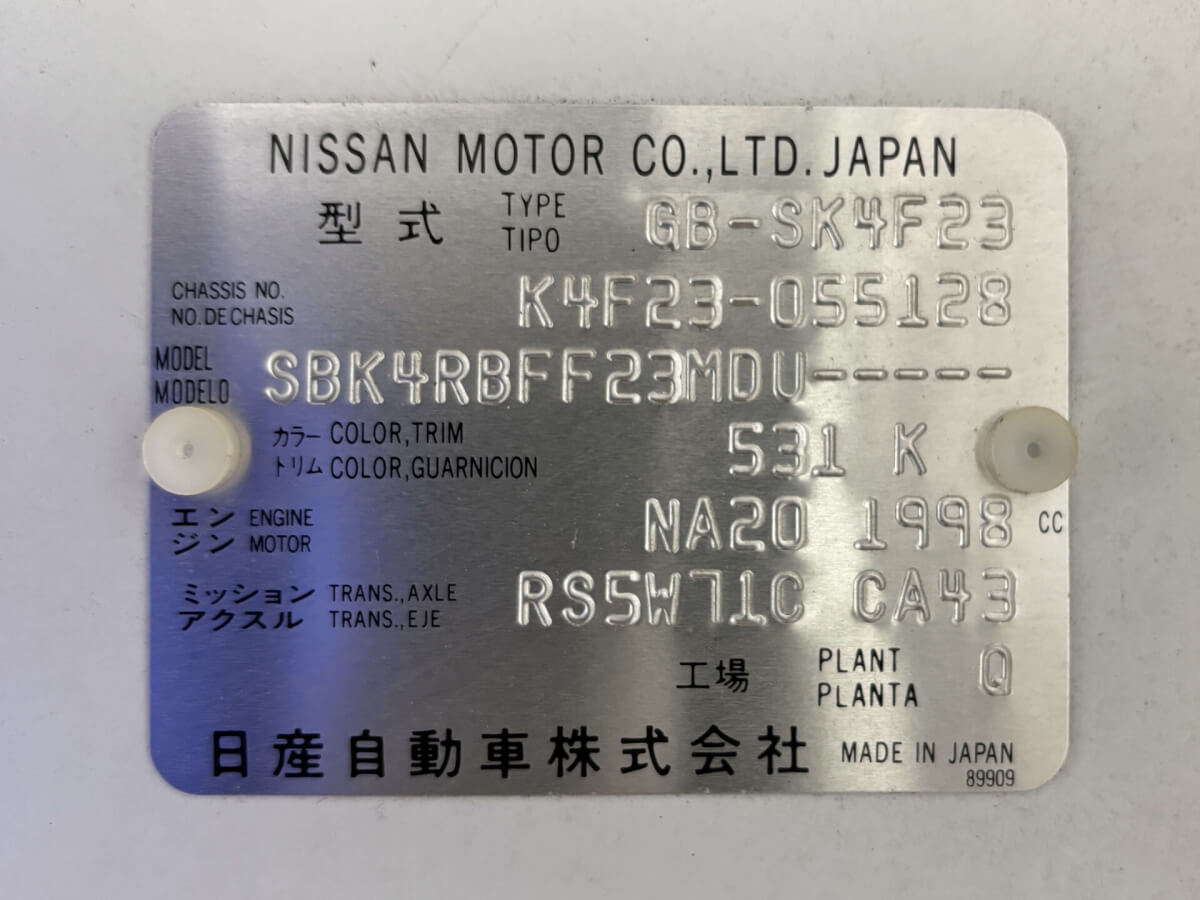 NISSAN MOTOR CO.,LTD. JAPAN
型式 TYPE TIPO GB-SK4F23
CHASSIS NO.
NO. DE CHASIS K4F23-055128
MODEL
MODELO SBK4RBFF23MDU-----
カラー COLOR,TRIM
トリム COLOR,GUARNICION 531 K
エン ENGINE
ジン MOTOR NA20 1998 CC
ミッション TRANS.,AXLE
アクスル TRANS.,EJE RS5W71C CA43
工場 PLANT PLANTA Q
日産自動車株式会社 MADE IN JAPAN
89909